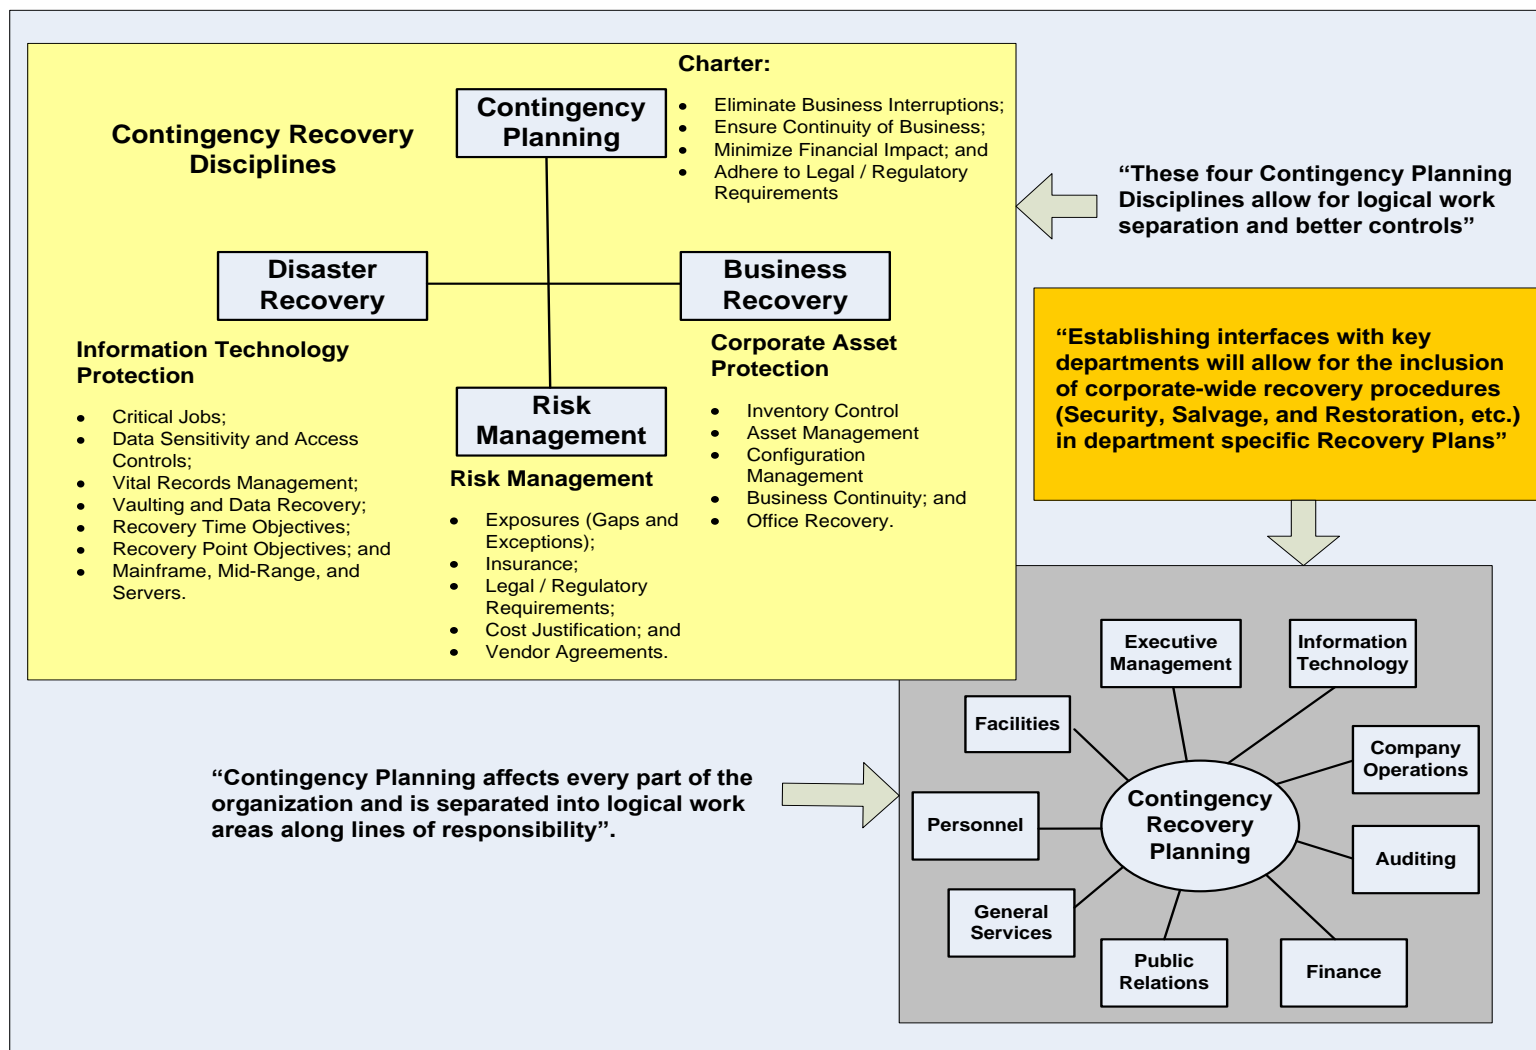 Contingency Recovery
Disciplines
Contingency
Planning
Charter:
• Eliminate Business Interruptions;
• Ensure Continuity of Business;
• Minimize Financial Impact; and
• Adhere to Legal / Regulatory
Requirements
“These four Contingency Planning
Disciplines allow for logical work
separation and better controls”
Disaster
Recovery
Business
Recovery
Information Technology
Protection
• Critical Jobs;
• Data Sensitivity and Access
Controls;
• Vital Records Management;
• Vaulting and Data Recovery;
• Recovery Time Objectives;
• Recovery Point Objectives; and
• Mainframe, Mid-Range, and
Servers.
Risk
Management
Risk Management
• Exposures (Gaps and
Exceptions);
• Insurance;
• Legal / Regulatory
Requirements;
• Cost Justification; and
• Vendor Agreements.
Corporate Asset
Protection
• Inventory Control
• Asset Management
• Configuration
Management
• Business Continuity; and
• Office Recovery.
“Establishing interfaces with key
departments will allow for the inclusion
of corporate-wide recovery procedures
(Security, Salvage, and Restoration, etc.)
in department specific Recovery Plans”
“Contingency Planning affects every part of the
organization and is separated into logical work
areas along lines of responsibility”.
Executive
Management
Information
Technology
Facilities
Company
Operations
Contingency
Recovery
Planning
Personnel
Auditing
General
Services
Public
Relations
Finance